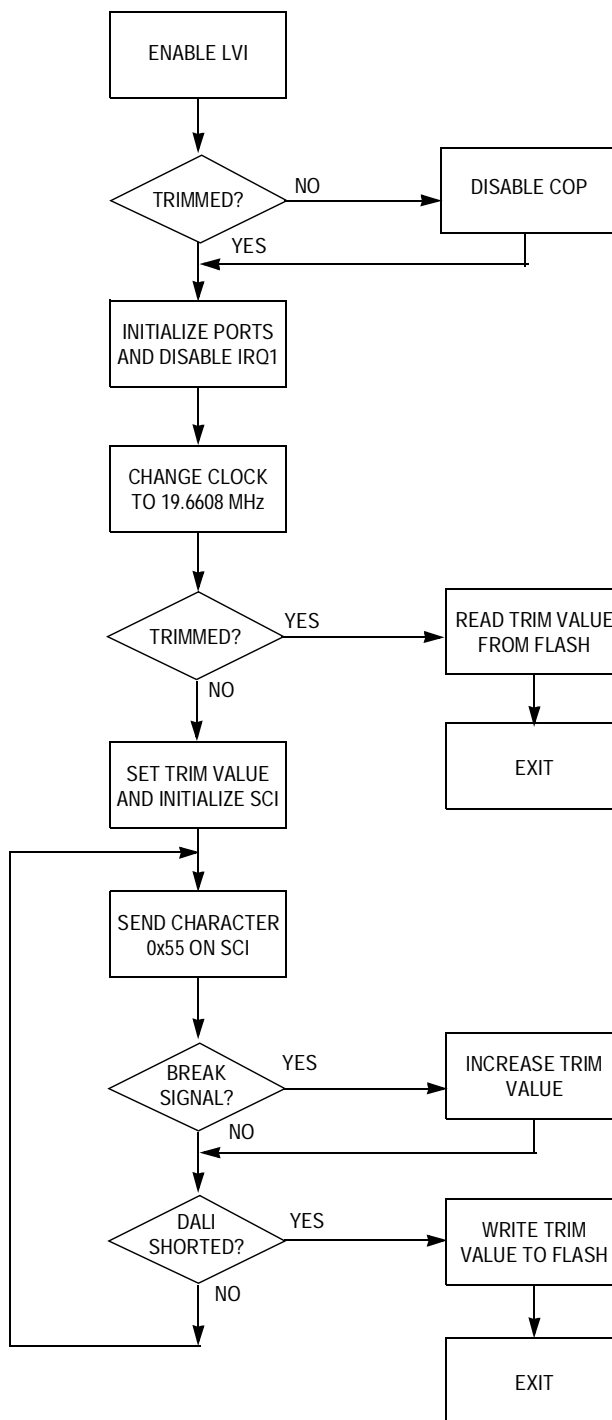 ENABLE LVI
TRIMMED?
NO
DISABLE COP
YES
INITIALIZE PORTS
AND DISABLE IRQ1
CHANGE CLOCK
TO 19.6608 MHz
TRIMMED?
YES
READ TRIM VALUE
FROM FLASH
NO
EXIT
SET TRIM VALUE
AND INITIALIZE SCI
SEND CHARACTER
0x55 ON SCI
BREAK
SIGNAL?
YES
INCREASE TRIM
VALUE
NO
DALI
SHORTED?
YES
WRITE TRIM
VALUE TO FLASH
NO
EXIT